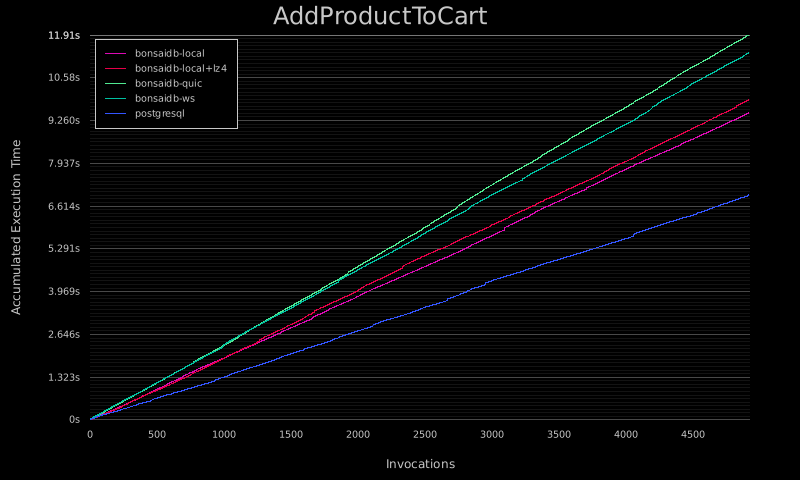 AddProductToCart
11.91s
10.58s
9.260s
7.937s
6.614s
5.291s
3.969s
2.646s
1.323s
0s
bonsaidb-local
bonsaidb-local+lz4
bonsaidb-quic
bonsaidb-ws
postgresql
Accumulated Execution Time
0 500 1000 1500 2000 2500 3000 3500 4000 4500
Invocations